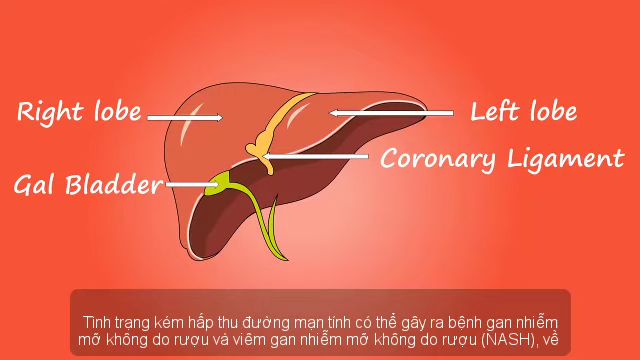 Right lobe
Left lobe
Coronary Ligament
Gal Bladder
Tình trạng kém hấp thu đường mạn tính có thể gây ra bệnh gan nhiễm
mỡ không do rượu và viêm gan nhiễm mỡ không do rượu (NASH), về